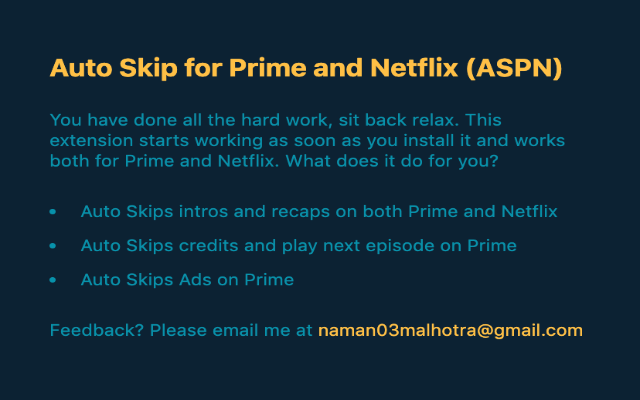 Auto Skip for Prime and Netflix (ASPN)
You have done all the hard work, sit back relax. This
extension starts working as soon as you install it and works
both for Prime and Netflix. What does it do for you?
• Auto Skips intros and recaps on both Prime and Netflix
• Auto Skips credits and play next episode on Prime
• Auto Skips Ads on Prime
Feedback? Please email me at naman03malhotra@gmail.com